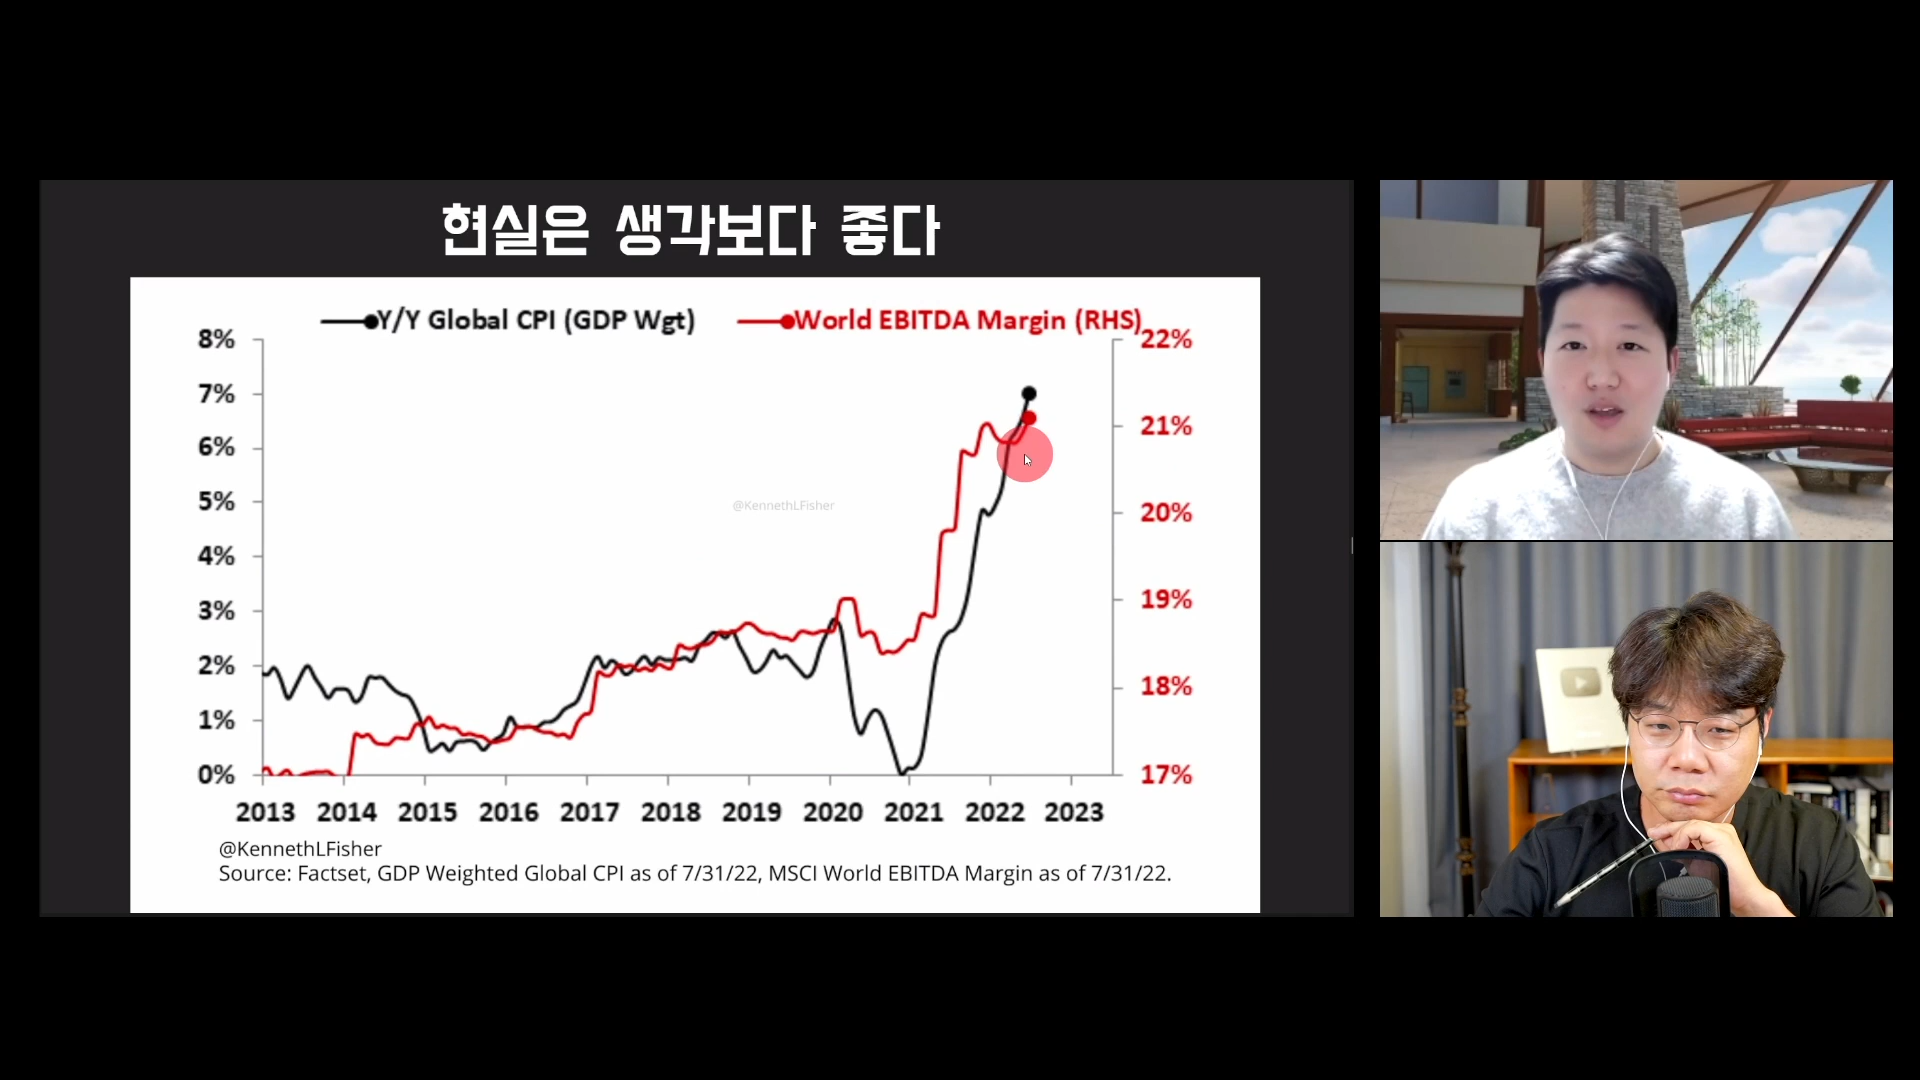 현실은 생각보다 좋다
Y/Y Global CPI (GDP Wgt) World EBITDA Margin (RHS)
8% 22%
7%
21%
6%
5% 20%
@KennethLFisher
4%
3% 19%
2%
18%
1%
0% 17%
2013 2014 2015 2016 2017 2018 2019 2020 2021 2022 2023
@KennethLFisher
Source: Factset, GDP Weighted Global CPI as of 7/31/22, MSCI World EBITDA Margin as of 7/31/22.